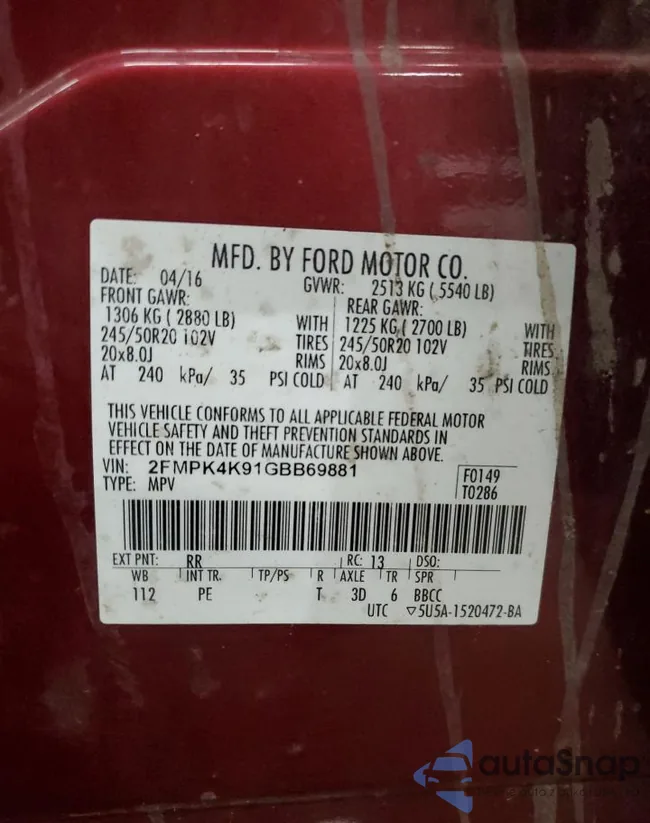 MFD. BY FORD MOTOR CO.
DATE: 04/16 GVWR: 2513 KG ( 5540 LB)
FRONT GAWR: REAR GAWR:
1306 KG ( 2880 LB) WITH 1225 KG ( 2700 LB) WITH
245/50R20 102V TIRES 245/50R20 102V TIRES
20x8.0J RIMS 20x8.0J RIMS
AT 240 kPa/ 35 PSI COLD AT 240 kPa/ 35 PSI COLD
THIS VEHICLE CONFORMS TO ALL APPLICABLE FEDERAL MOTOR
VEHICLE SAFETY AND THEFT PREVENTION STANDARDS IN
EFFECT ON THE DATE OF MANUFACTURE SHOWN ABOVE.
VIN: 2FMPK4K91GBB69881
TYPE: MPV
F0149
T0286
EXT PNT: RR RC: 13 DSO:
WB INT TR. TP/PS R AXLE TR SPR
112 PE T 3D 6 BBCC
UTC ▽5U5A-1520472-BA
autoSnap